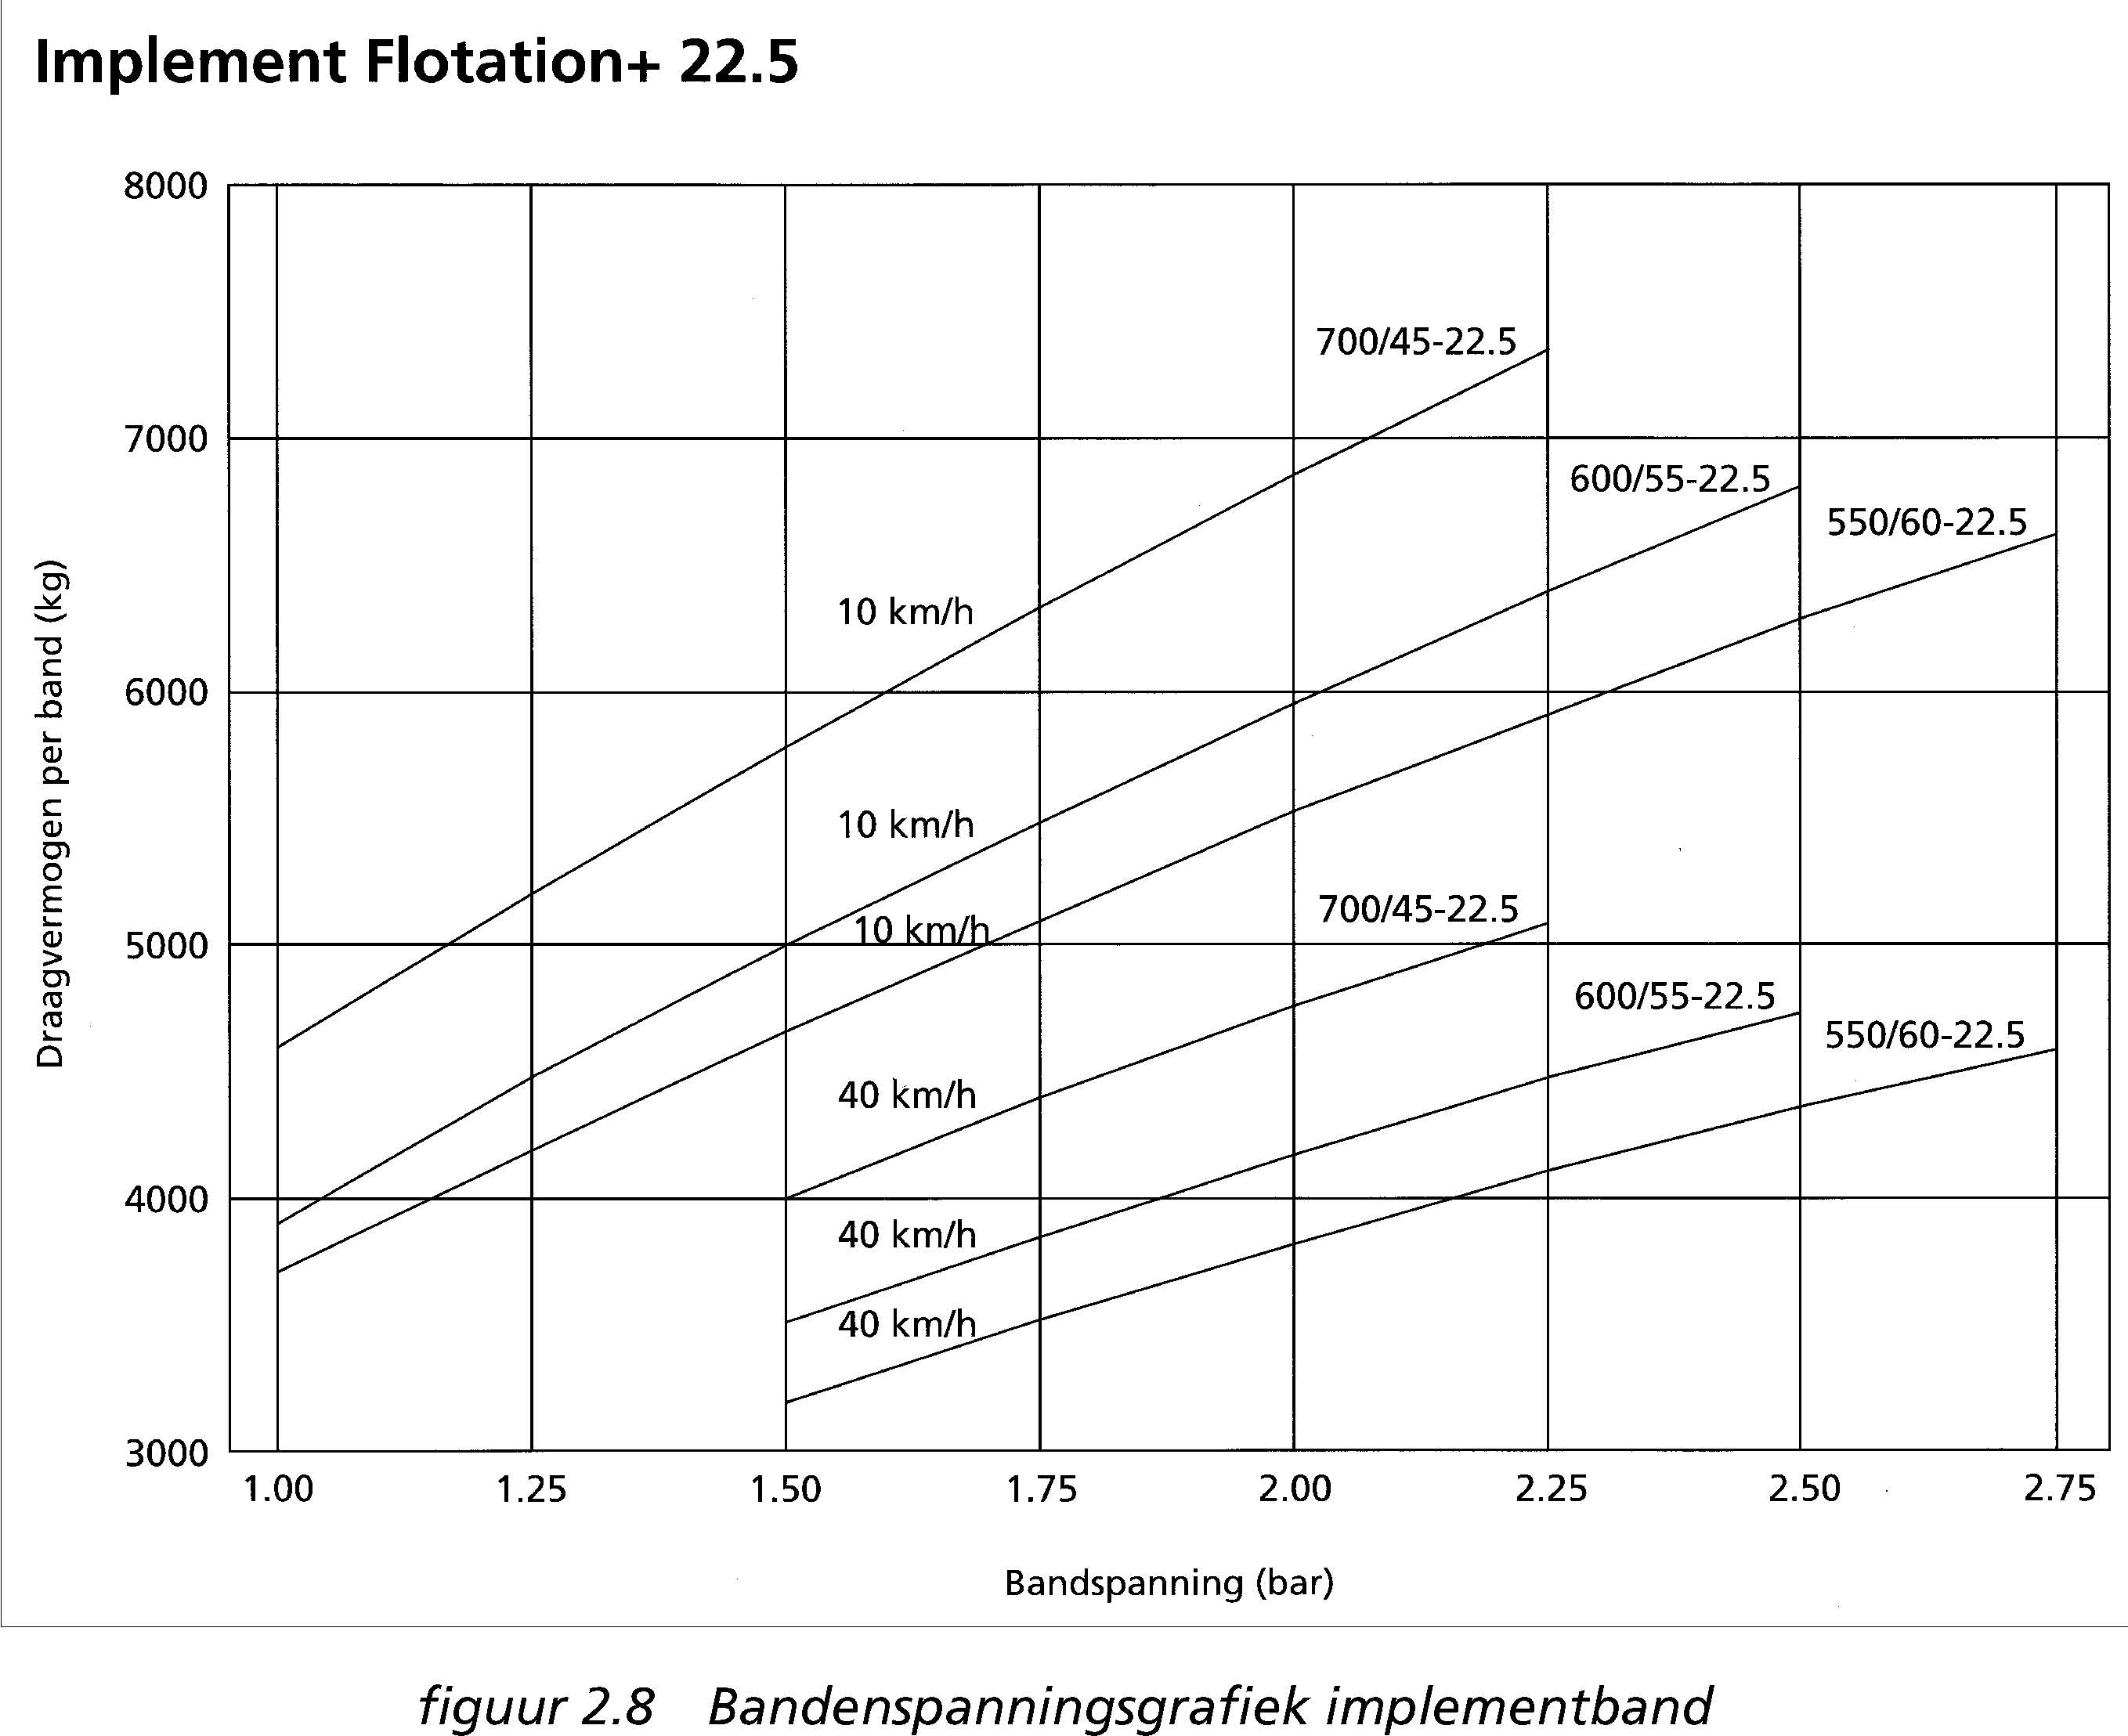 Implement Flotation+ 22.5
8000
7000
6000
5000
4000
3000
Draagvermogen per band (kg)
700/45-22.5
600/55-22.5
550/60-22.5
10 km/h
10 km/h
10 km/h
700/45-22.5
600/55-22.5
550/60-22.5
40 km/h
40 km/h
40 km/h
1.00 1.25 1.50 1.75 2.00 2.25 2.50 2.75
Bandspanning (bar)
figuur 2.8 Bandenspanningsgrafiek implementband